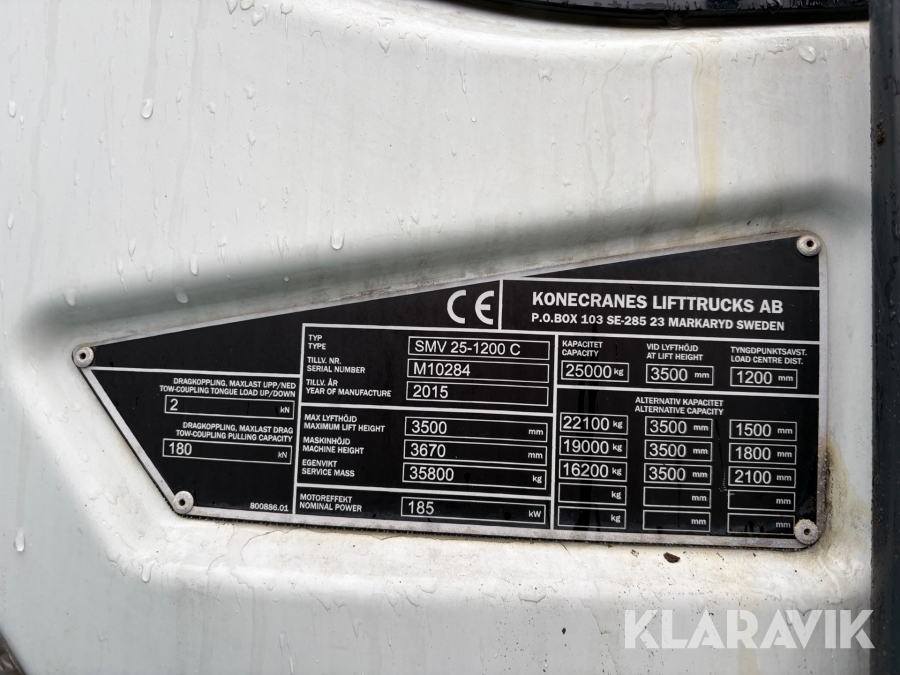 CE
KONECRANES LIFTTRUCKS AB
P.O.BOX 103 SE-285 23 MARKARYD SWEDEN
DRAGKOPPLING, MAXLAST UPP/NED
TOW-COUPLING TONGUE LOAD UP/DOWN
2 kN
DRAGKOPPLING, MAXLAST DRAG
TOW-COUPLING PULLING CAPACITY
180 kN
800886.01
TYP
TYPE SMV 25-1200 C
TILLV. NR.
SERIAL NUMBER M10284
TILLV. ÅR
YEAR OF MANUFACTURE 2015
MAX LYFTHÖJD
MAXIMUM LIFT HEIGHT 3500 mm
MASKINHÖJD
MACHINE HEIGHT 3670 mm
EGENVIKT
SERVICE MASS 35800 kg
MOTOREFFEKT
NOMINAL POWER 185 kW
KAPACITET VID LYFTHÖJD TYNGDPUNKTSAVST.
CAPACITY AT LIFT HEIGHT LOAD CENTRE DIST.
25000 kg 3500 mm 1200 mm
ALTERNATIV KAPACITET
ALTERNATIVE CAPACITY
22100 kg 3500 mm 1500 mm
19000 kg 3500 mm 1800 mm
16200 kg 3500 mm 2100 mm
kg mm mm
kg mm mm
KLARAVIK